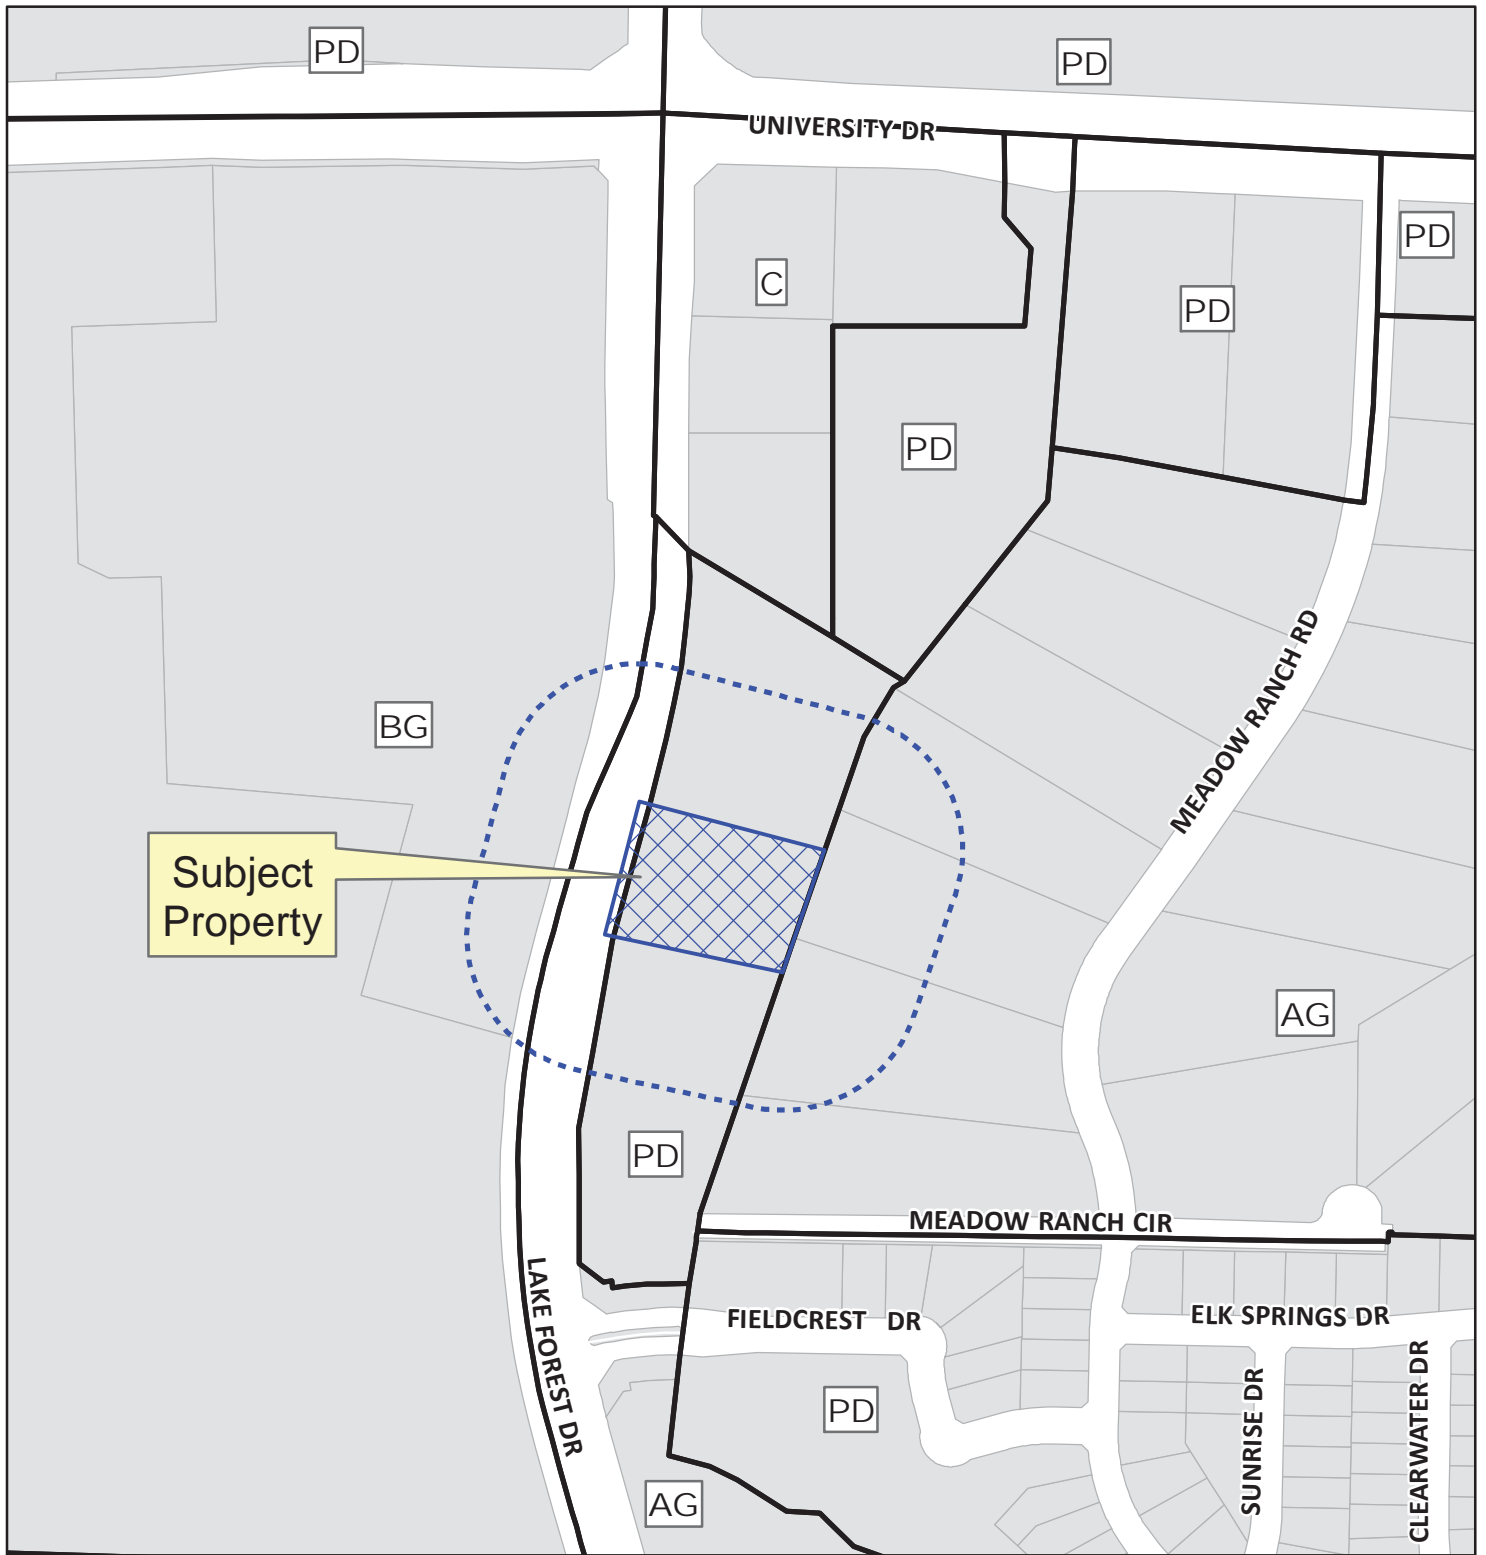 PD
PD
UNIVERSITY DR
PD
C
PD
PD
MEADOW RANCH RD
BG
Subject
Property
AG
PD
MEADOW RANCH CIR
LAKE FOREST DR
FIELDCREST DR
ELK SPRINGS DR
SUNRISE DR
CLEARWATER DR
PD
AG